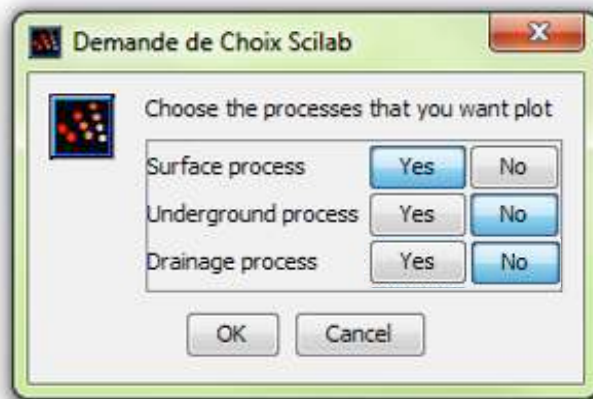 Demande de Choix Scilab
Choose the processes that you want plot
Surface process Yes No
Underground process Yes No
Drainage process Yes No
OK Cancel